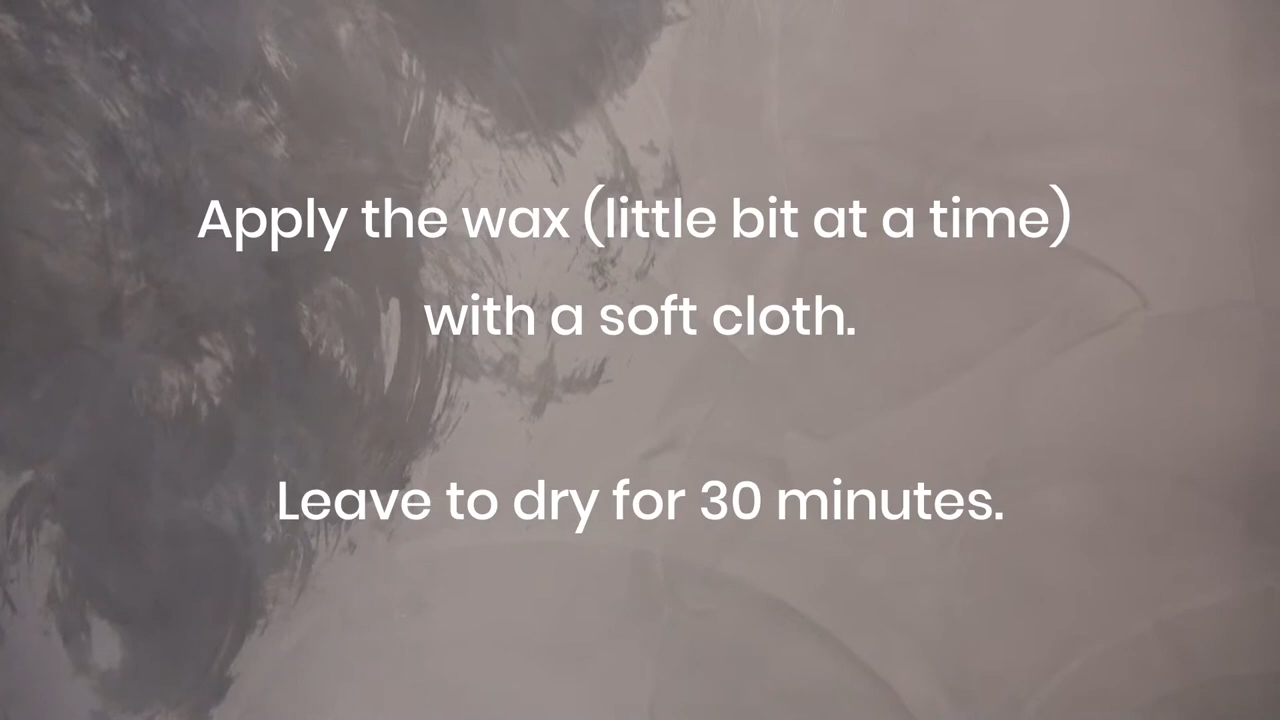 Apply the wax (little bit at a time)
with a soft cloth.
Leave to dry for 30 minutes.